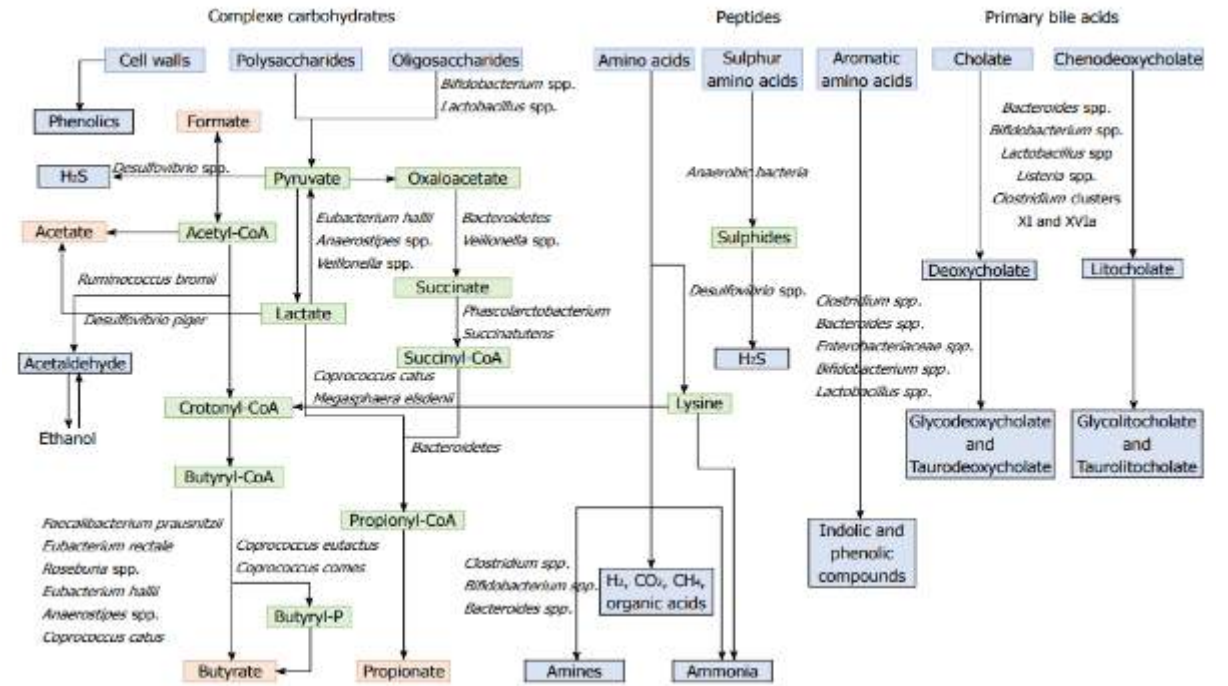 Complexe carbohydrates
Peptides
Primary bile acids
Cell walls
Polysaccharides
Oligosaccharides
Amino acids
Sulphur
amino acids
Aromatic
amino acids
Cholate
Chenodeoxycholate
Bifidobacterium spp.
Lactobacillus spp.
Phenolics
Formate
Bacteroides spp.
Bifidobacterium spp.
Lactobacillus spp
Listeria spp.
Clostridium clusters
XI and XVIa
H₂S
Desulfovibrio spp.
Pyruvate
Oxaloacetate
Anaerobic bacteria
Acetate
Acetyl-CoA
Eubacterium hallii
Anaerostipes spp.
Veillonella spp.
Bacteroidetes
Veillonella spp.
Sulphides
Deoxycholate
Litocholate
Ruminococcus bromii
Succinate
Desulfovibrio spp.
Lactate
Desulfovibrio piger
Phascolarctobacterium
Succinatutens
Clostridium spp.
Bacteroides spp.
Enterobacteriaceae spp.
Bifidobacterium spp.
Lactobacillus spp.
Acetaldehyde
Succinyl-CoA
H₂S
Coprococcus catus
Megasphaera elsdenii
Crotonyl-CoA
Lysine
Ethanol
Bacteroidetes
Glycodeoxycholate
and
Taurodeoxycholate
Glycolitocholate
and
Taurolitocholate
Butyryl-CoA
Propionyl-CoA
Faecalibacterium prausnitzii
Eubacterium rectale
Roseburia spp.
Eubacterium hallii
Anaerostipes spp.
Coprococcus catus
Coprococcus eutactus
Coprococcus comes
Clostridium spp.
Bifidobacterium spp.
Bacteroides spp.
H₂, CO₂, CH₄,
organic acids
Indolic and
phenolic
compounds
Butyryl-P
Butyrate
Propionate
Amines
Ammonia